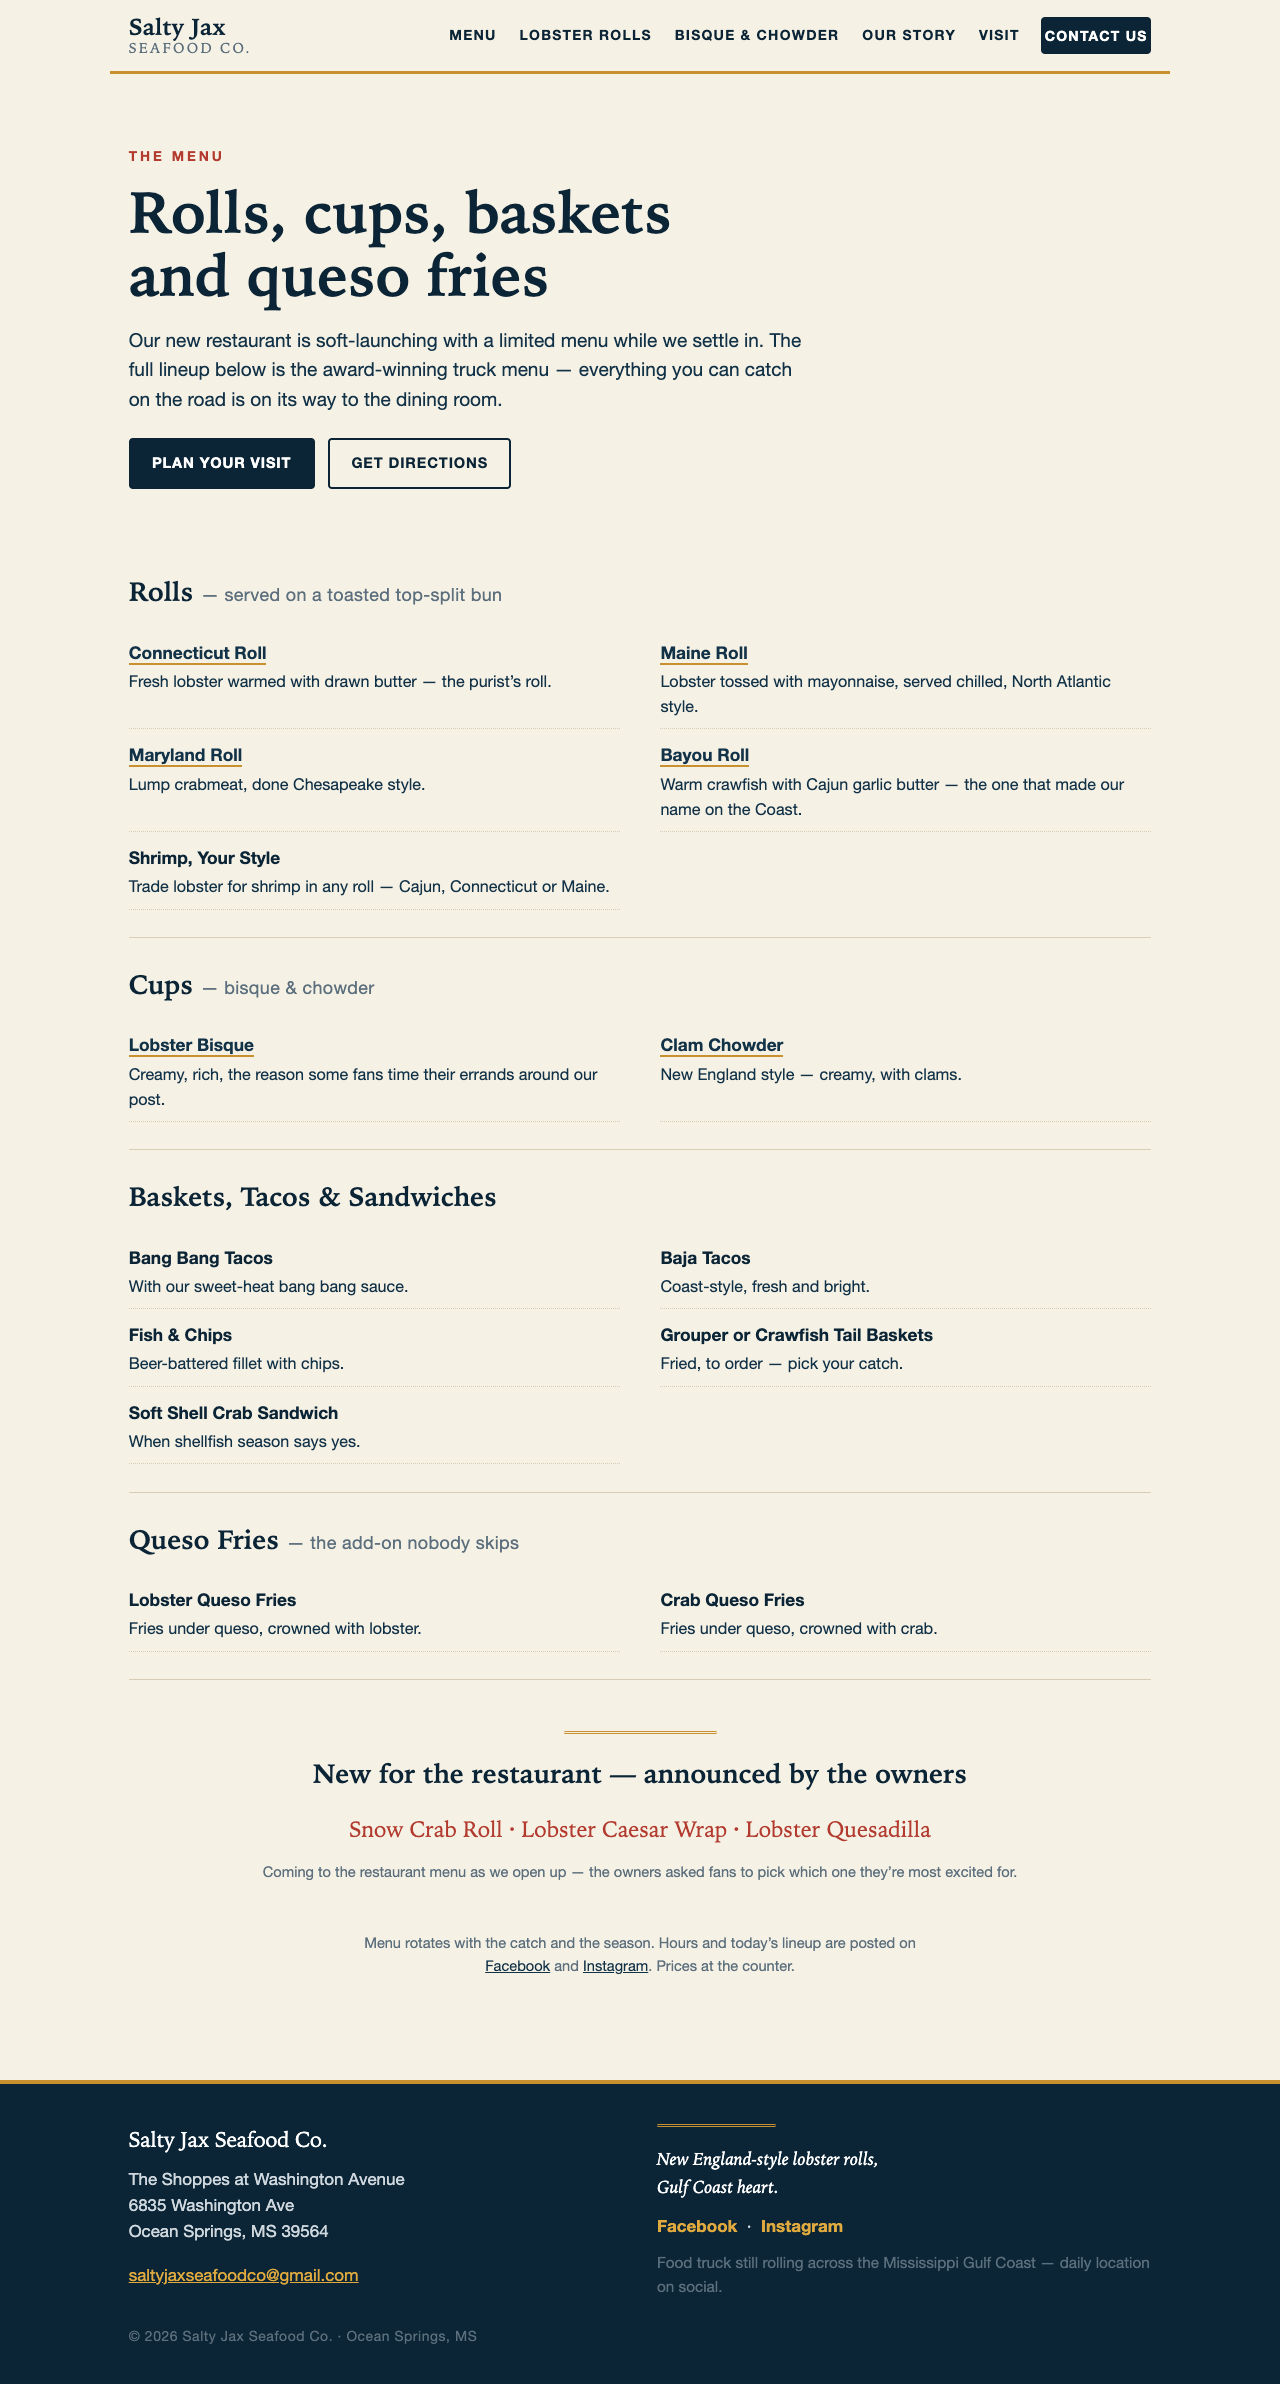 Salty Jax
SEAFOOD CO.
MENU LOBSTER ROLLS BISQUE & CHOWDER OUR STORY VISIT CONTACT US
THE MENU
Rolls, cups, baskets
and queso fries
Our new restaurant is soft-launching with a limited menu while we settle in. The
full lineup below is the award-winning truck menu — everything you can catch
on the road is on its way to the dining room.
PLAN YOUR VISIT GET DIRECTIONS
Rolls — served on a toasted top-split bun
Connecticut Roll
Fresh lobster warmed with drawn butter — the purist’s roll.
Maine Roll
Lobster tossed with mayonnaise, served chilled, North Atlantic
style.
Maryland Roll
Lump crabmeat, done Chesapeake style.
Bayou Roll
Warm crawfish with Cajun garlic butter — the one that made our
name on the Coast.
Shrimp, Your Style
Trade lobster for shrimp in any roll — Cajun, Connecticut or Maine.
Cups — bisque & chowder
Lobster Bisque
Creamy, rich, the reason some fans time their errands around our
post.
Clam Chowder
New England style — creamy, with clams.
Baskets, Tacos & Sandwiches
Bang Bang Tacos
With our sweet-heat bang bang sauce.
Baja Tacos
Coast-style, fresh and bright.
Fish & Chips
Beer-battered fillet with chips.
Grouper or Crawfish Tail Baskets
Fried, to order — pick your catch.
Soft Shell Crab Sandwich
When shellfish season says yes.
Queso Fries — the add-on nobody skips
Lobster Queso Fries
Fries under queso, crowned with lobster.
Crab Queso Fries
Fries under queso, crowned with crab.
New for the restaurant — announced by the owners
Snow Crab Roll · Lobster Caesar Wrap · Lobster Quesadilla
Coming to the restaurant menu as we open up — the owners asked fans to pick which one they’re most excited for.
Menu rotates with the catch and the season. Hours and today’s lineup are posted on
Facebook and Instagram. Prices at the counter.
Salty Jax Seafood Co.
The Shoppes at Washington Avenue
6835 Washington Ave
Ocean Springs, MS 39564
saltyjaxseafoodco@gmail.com
New England-style lobster rolls,
Gulf Coast heart.
Facebook · Instagram
Food truck still rolling across the Mississippi Gulf Coast — daily location
on social.
© 2026 Salty Jax Seafood Co. · Ocean Springs, MS